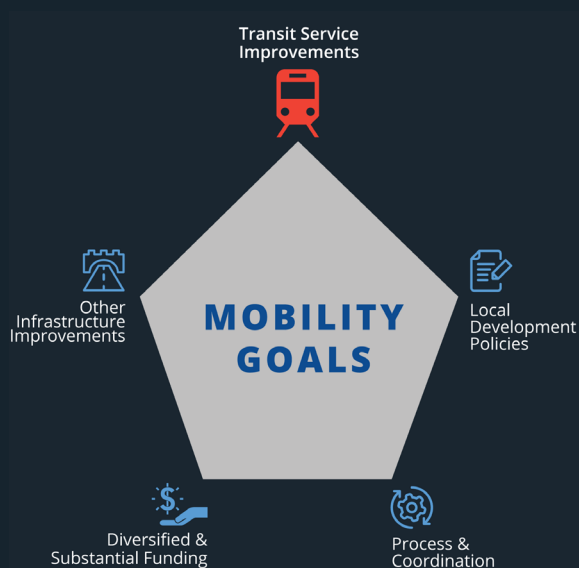 Transit Service
Improvements
Other
Infrastructure
Improvements
Local
Development
Policies
MOBILITY
GOALS
$
Diversified &
Substantial Funding
Process &
Coordination